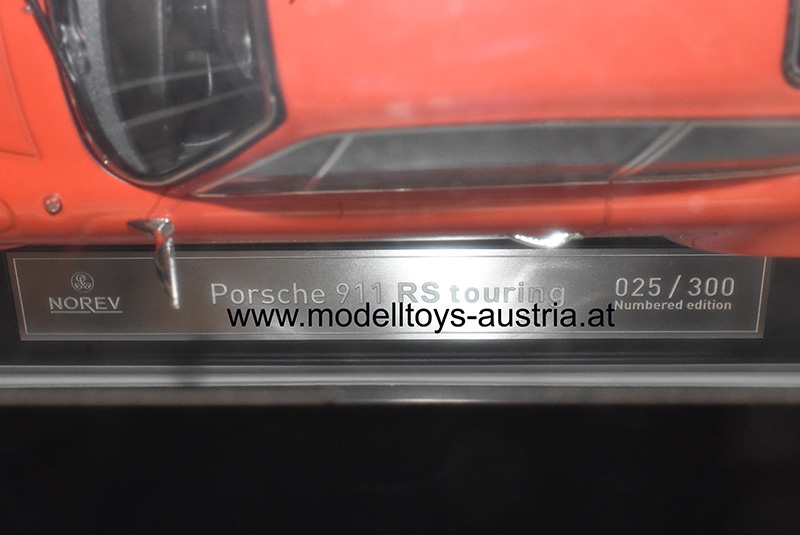 NOREV
Porsche 911 RS touring
025 / 300
Numbered edition
www.modelltoys-austria.at